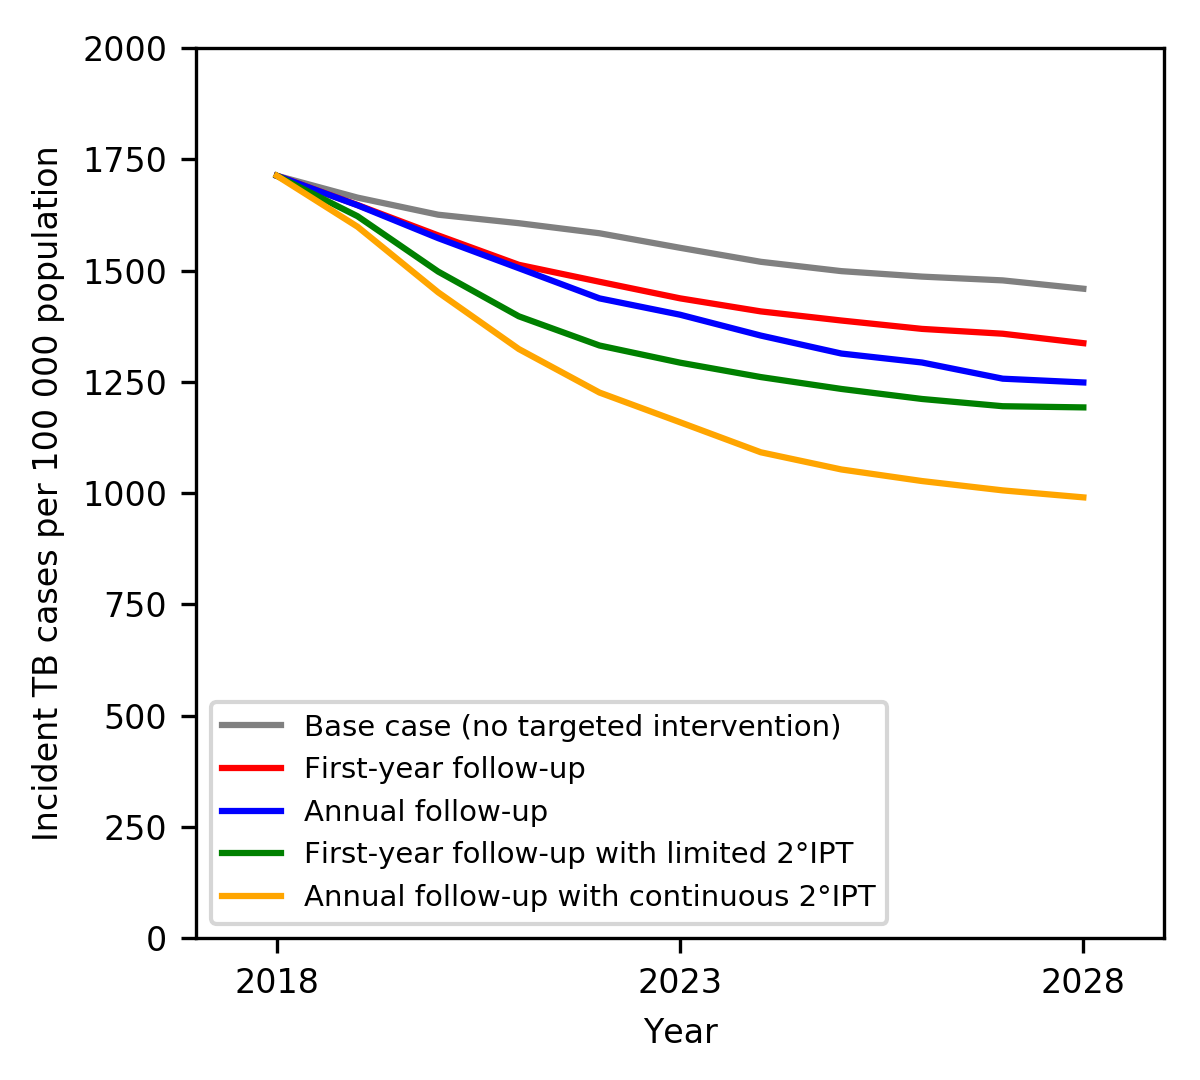 2000
1750
1500
1250
1000
750
500
250
0
Incident TB cases per 100 000 population
Base case (no targeted intervention)
First-year follow-up
Annual follow-up
First-year follow-up with limited 2°IPT
Annual follow-up with continuous 2°IPT
2018 2023 2028
Year